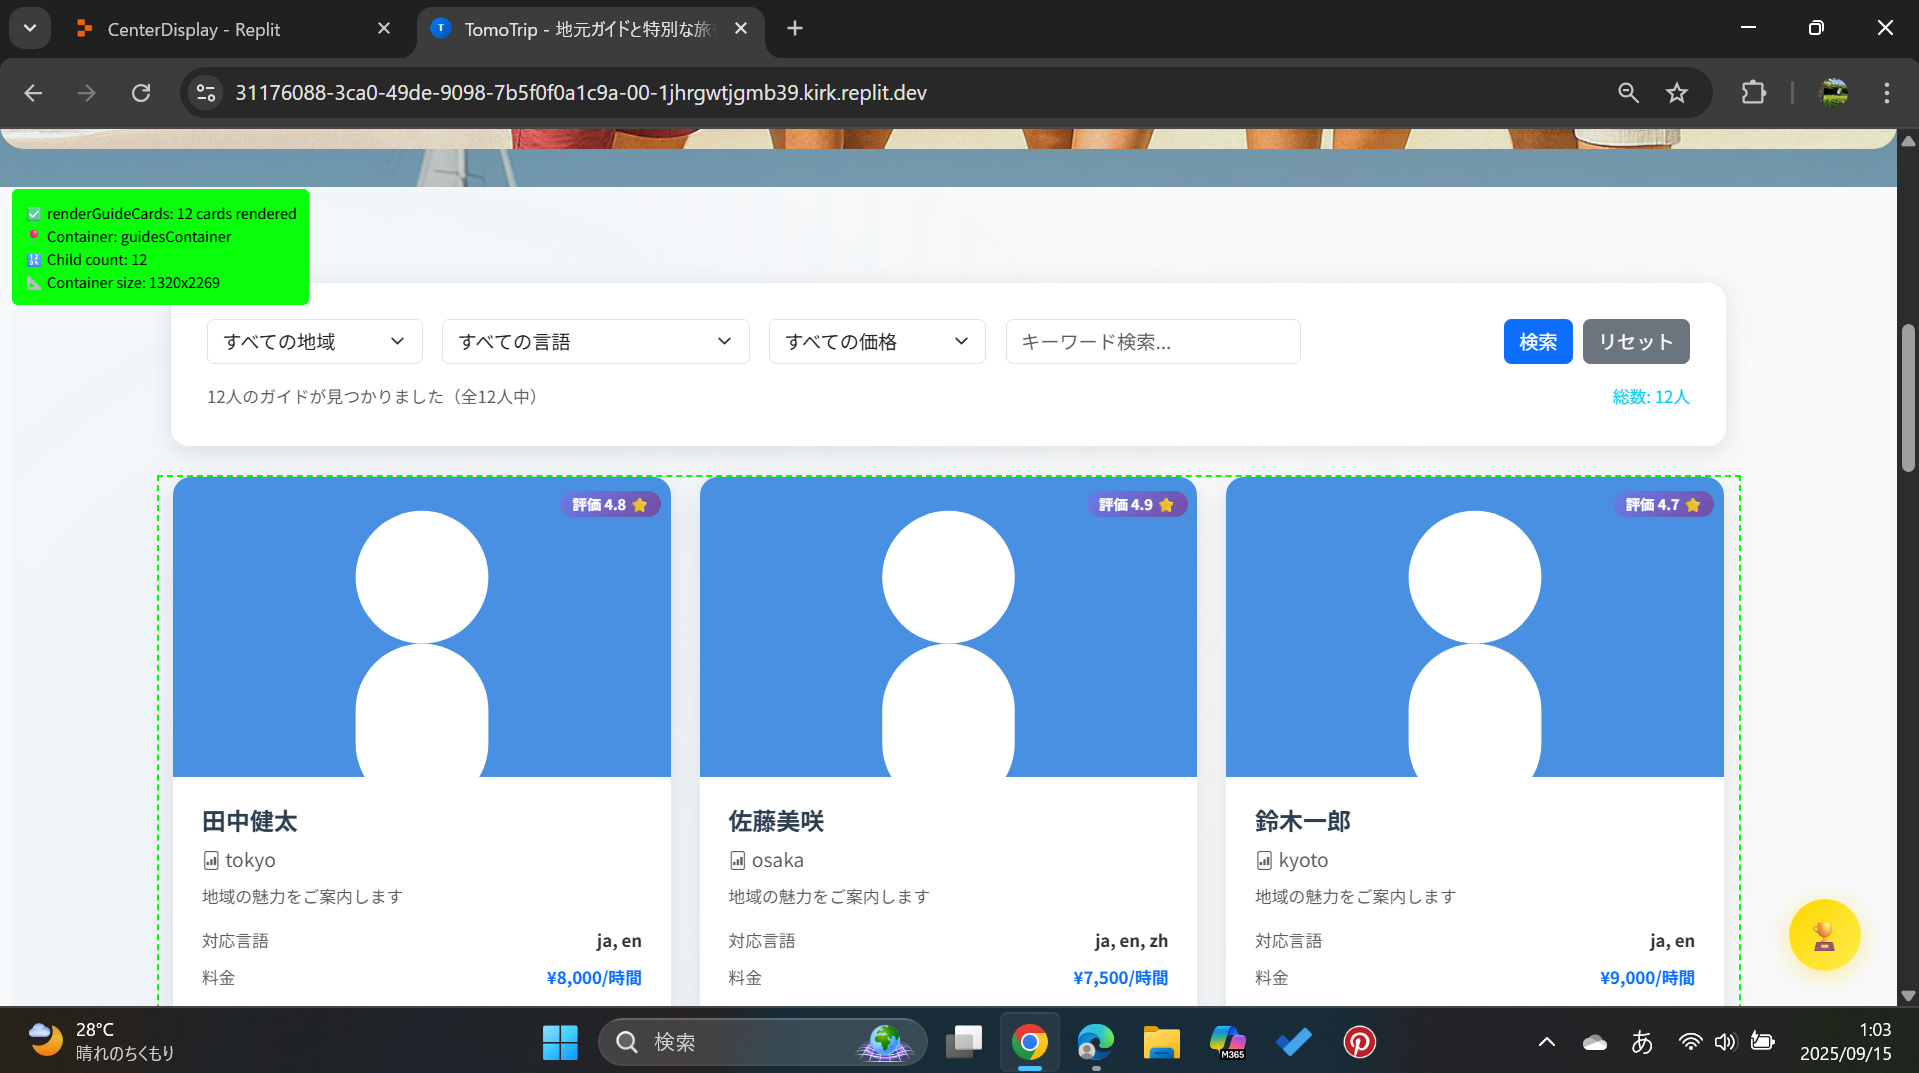 CenterDisplay - Replit
TomoTrip - 地元ガイドと特別な旅
31176088-3ca0-49de-9098-7b5f0f0a1c9a-00-1jhrgwtjgmb39.kirk.replit.dev
✅ renderGuideCards: 12 cards rendered
📍 Container: guidesContainer
🔢 Child count: 12
📐 Container size: 1320x2269
すべての地域
すべての言語
すべての価格
キーワード検索...
検索
リセット
12人のガイドが見つかりました（全12人中）
総数: 12人
評価 4.8 ⭐
評価 4.9 ⭐
評価 4.7 ⭐
田中健太
tokyo
地域の魅力をご案内します
対応言語 ja, en
料金 ¥8,000/時間
佐藤美咲
osaka
地域の魅力をご案内します
対応言語 ja, en, zh
料金 ¥7,500/時間
鈴木一郎
kyoto
地域の魅力をご案内します
対応言語 ja, en
料金 ¥9,000/時間
28°C
晴れのちくもり
検索
M365
あ
1:03
2025/09/15